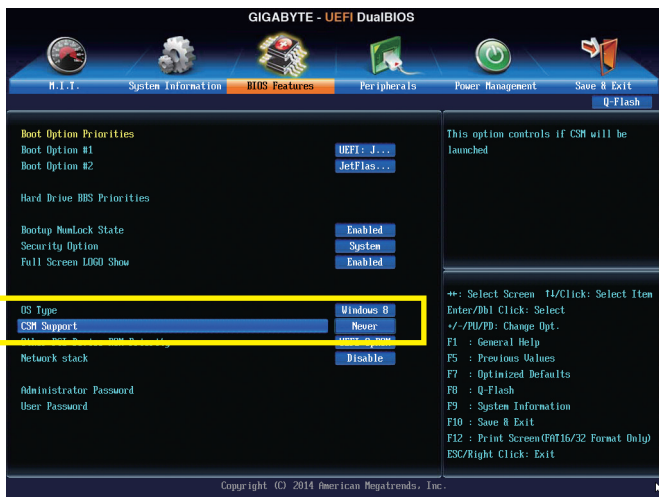 GIGABYTE - UEFI DualBIOS
M.I.T. System Information BIOS Features Peripherals Power Management Save & Exit
Q-Flash
Boot Option Priorities
Boot Option #1 UEFI: J...
Boot Option #2 JetFlas...
Hard Drive BBS Priorities
Bootup NumLock State Enabled
Security Option System
Full Screen LOGO Show Enabled
OS Type Windows 8
CSM Support Never
Network stack Disable
Administrator Password
User Password
This option controls if CSM will be
launched
↔: Select Screen ↑↓/Click: Select Item
Enter/Dbl Click: Select
+/-/PU/PD: Change Opt.
F1 : General Help
F5 : Previous Values
F7 : Optimized Defaults
F8 : Q-Flash
F9 : System Information
F10 : Save & Exit
F12 : Print Screen(FAT16/32 Format Only)
ESC/Right Click: Exit
Copyright (C) 2014 American Megatrends, Inc.